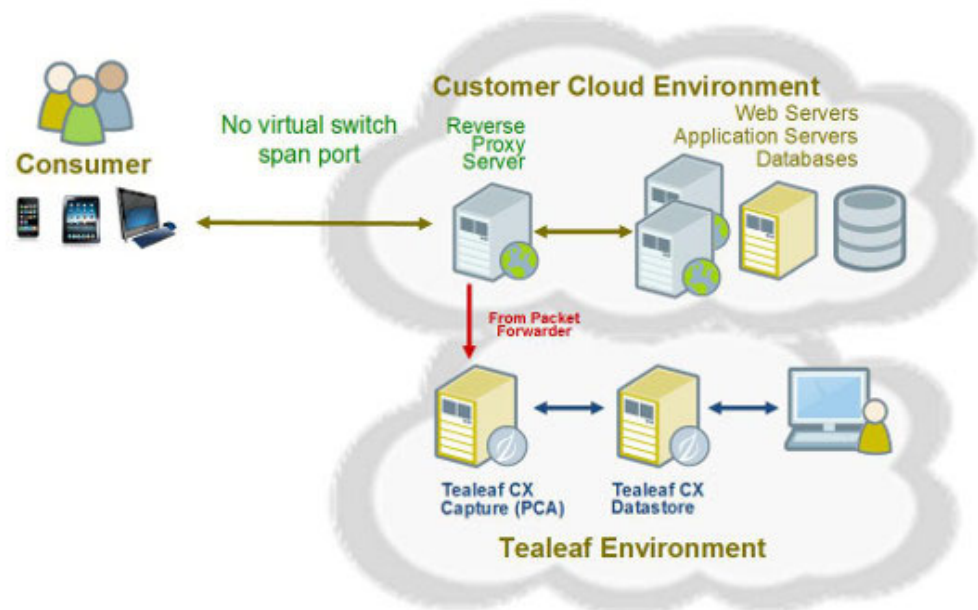 Customer Cloud Environment
Consumer
No virtual switch
span port
Reverse
Proxy
Server
Web Servers
Application Servers
Databases
From Packet
Forwarder
Tealeaf CX
Capture (PCA)
Tealeaf CX
Datastore
Tealeaf Environment